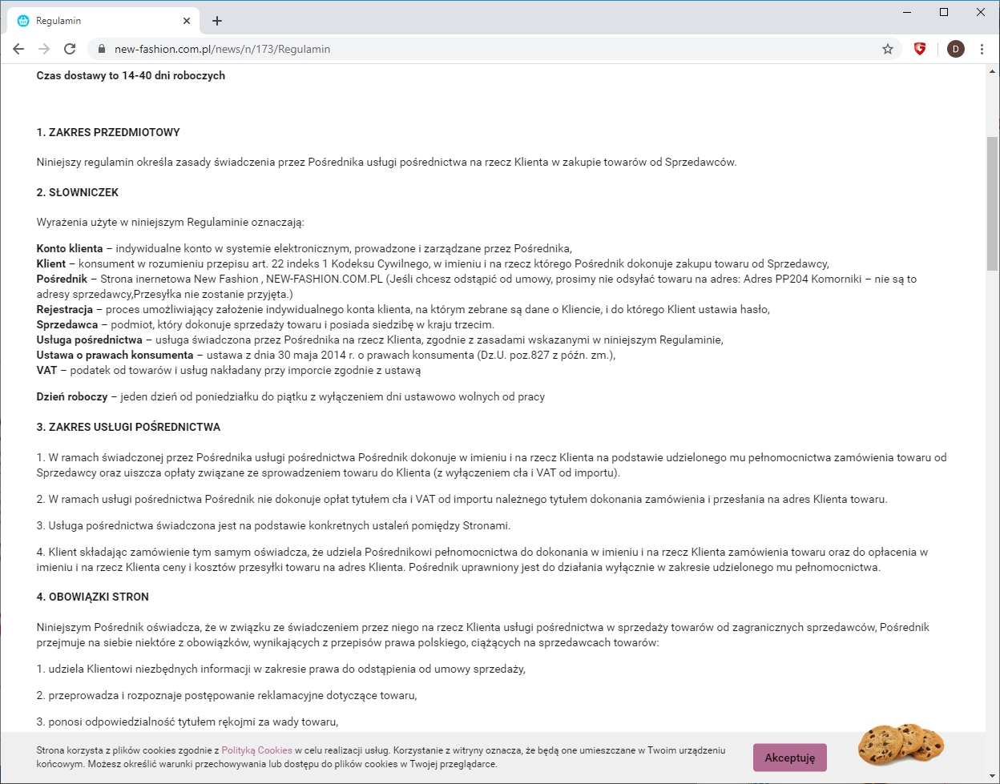 Regulamin
new-fashion.com.pl/news/n/173/Regulamin
D
Czas dostawy to 14-40 dni roboczych
1. ZAKRES PRZEDMIOTOWY
Niniejszy regulamin określa zasady świadczenia przez Pośrednika usługi pośrednictwa na rzecz Klienta w zakupie towarów od Sprzedawców.
2. SŁOWNICZEK
Wyrażenia użyte w niniejszym Regulaminie oznaczają:
Konto klienta – indywidualne konto w systemie elektronicznym, prowadzone i zarządzane przez Pośrednika,
Klient – konsument w rozumieniu przepisu art. 22 indeks 1 Kodeksu Cywilnego, w imieniu i na rzecz którego Pośrednik dokonuje zakupu towaru od Sprzedawcy,
Pośrednik – Strona inernetowa New Fashion , NEW-FASHION.COM.PL (Jeśli chcesz odstąpić od umowy, prosimy nie odsyłać towaru na adres: Adres PP204 Komorniki – nie są to
adresy sprzedawcy,Przesyłka nie zostanie przyjęta.)
Rejestracja – proces umożliwiający założenie indywidualnego konta klienta, na którym zebrane są dane o Kliencie, i do którego Klient ustawia hasło,
Sprzedawca – podmiot, który dokonuje sprzedaży towaru i posiada siedzibę w kraju trzecim.
Usługa pośrednictwa – usługa świadczona przez Pośrednika na rzecz Klienta, zgodnie z zasadami wskazanymi w niniejszym Regulaminie,
Ustawa o prawach konsumenta – ustawa z dnia 30 maja 2014 r. o prawach konsumenta (Dz.U. poz.827 z późn. zm.),
VAT – podatek od towarów i usług nakładany przy imporcie zgodnie z ustawą
Dzień roboczy – jeden dzień od poniedziałku do piątku z wyłączeniem dni ustawowo wolnych od pracy
3. ZAKRES USŁUGI POŚREDNICTWA
1. W ramach świadczonej przez Pośrednika usługi pośrednictwa Pośrednik dokonuje w imieniu i na rzecz Klienta na podstawie udzielonego mu pełnomocnictwa zamówienia towaru od
Sprzedawcy oraz uiszcza opłaty związane ze sprowadzeniem towaru do Klienta (z wyłączeniem cła i VAT od importu).
2. W ramach usługi pośrednictwa Pośrednik nie dokonuje opłat tytułem cła i VAT od importu należnego tytułem dokonania zamówienia i przesłania na adres Klienta towaru.
3. Usługa pośrednictwa świadczona jest na podstawie konkretnych ustaleń pomiędzy Stronami.
4. Klient składając zamówienie tym samym oświadcza, że udziela Pośrednikowi pełnomocnictwa do dokonania w imieniu i na rzecz Klienta zamówienia towaru oraz do opłacenia w
imieniu i na rzecz Klienta ceny i kosztów przesyłki towaru na adres Klienta. Pośrednik uprawniony jest do działania wyłącznie w zakresie udzielonego mu pełnomocnictwa.
4. OBOWIĄZKI STRON
Niniejszym Pośrednik oświadcza, że w związku ze świadczeniem przez niego na rzecz Klienta usługi pośrednictwa w sprzedaży towarów od zagranicznych sprzedawców, Pośrednik
przejmuje na siebie niektóre z obowiązków, wynikających z przepisów prawa polskiego, ciążących na sprzedawcach towarów:
1. udziela Klientowi niezbędnych informacji w zakresie prawa do odstąpienia od umowy sprzedaży,
2. przeprowadza i rozpoznaje postępowanie reklamacyjne dotyczące towaru,
3. ponosi odpowiedzialność tytułem rękojmi za wady towaru,
Strona korzysta z plików cookies zgodnie z Polityką Cookies w celu realizacji usług. Korzystanie z witryny oznacza, że będą one umieszczane w Twoim urządzeniu
końcowym. Możesz określić warunki przechowywania lub dostępu do plików cookies w Twojej przeglądarce.
Akceptuję